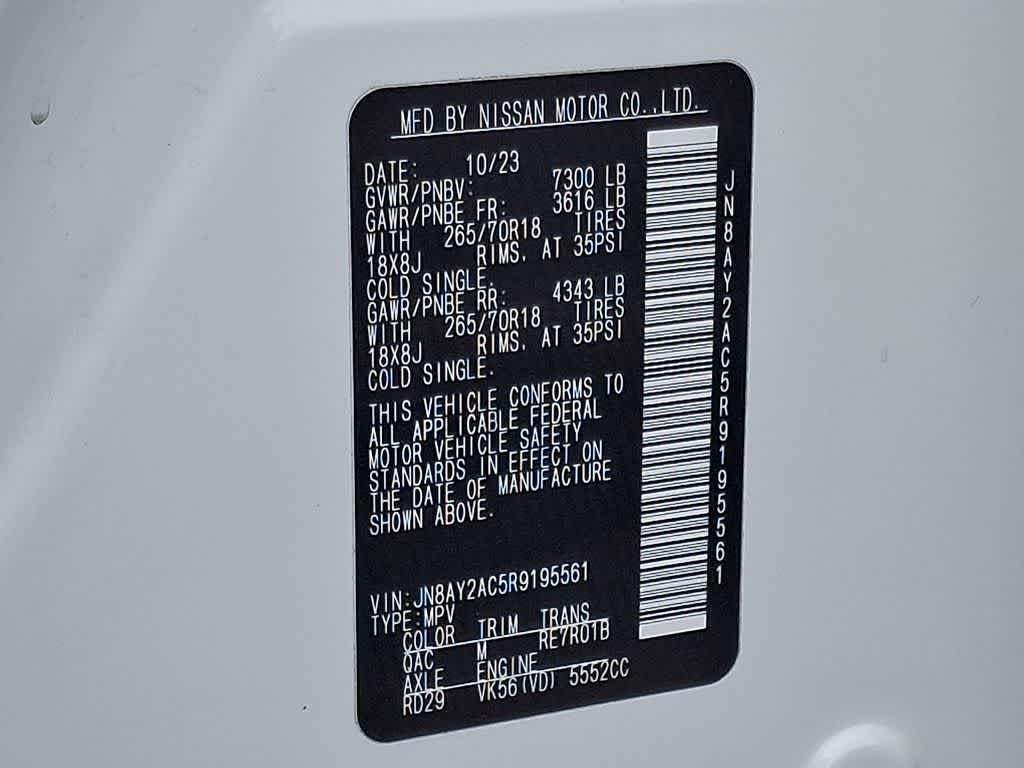 MFD BY NISSAN MOTOR CO.,LTD.
DATE: 10/23
GVWR/PNBV: 7300 LB
GAWR/PNBE FR: 3616 LB
WITH 265/70R18 TIRES
18X8J RIMS. AT 35PSI
COLD SINGLE.
GAWR/PNBE RR: 4343 LB
WITH 265/70R18 TIRES
18X8J RIMS. AT 35PSI
COLD SINGLE.
THIS VEHICLE CONFORMS TO
ALL APPLICABLE FEDERAL
MOTOR VEHICLE SAFETY
STANDARDS IN EFFECT ON
THE DATE OF MANUFACTURE
SHOWN ABOVE.
VIN:JN8AY2AC5R9195561
TYPE:MPV
COLOR TRIM TRANS
QAC M RE7R01B
AXLE ENGINE
RD29 VK56(VD) 5552CC
JN8AY2AC5R9195561